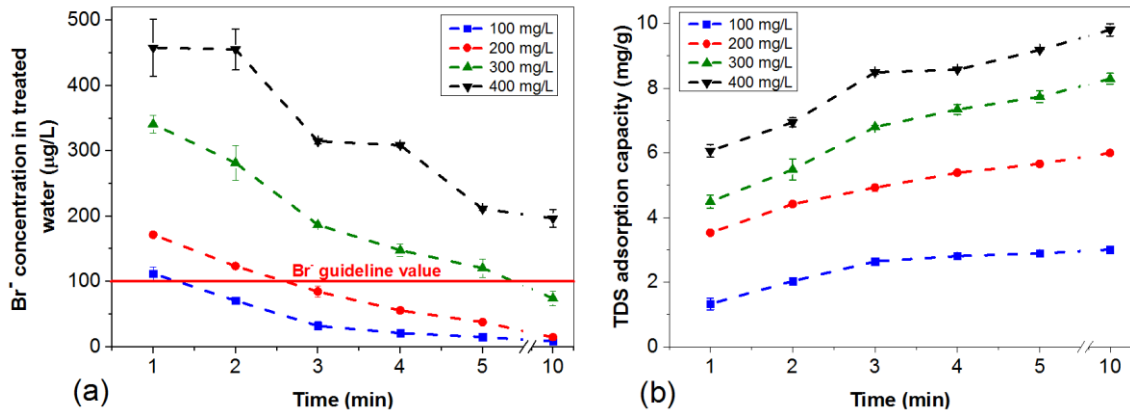 500
400
300
200
100
0
Br⁻ concentration in treated
water (μg/L)
100 mg/L
200 mg/L
300 mg/L
400 mg/L
Br⁻ guideline value
1 2 3 4 5 10
Time (min)
(a)
10
8
6
4
2
0
TDS adsorption capacity (mg/g)
100 mg/L
200 mg/L
300 mg/L
400 mg/L
1 2 3 4 5 10
Time (min)
(b)